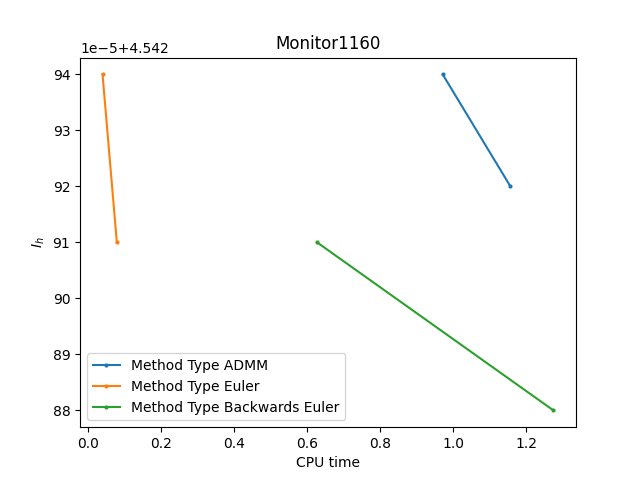 Monitor1160
1e−5+4.542
94
93
92
91
90
89
88
I_h
0.0 0.2 0.4 0.6 0.8 1.0 1.2
CPU time
Method Type ADMM
Method Type Euler
Method Type Backwards Euler